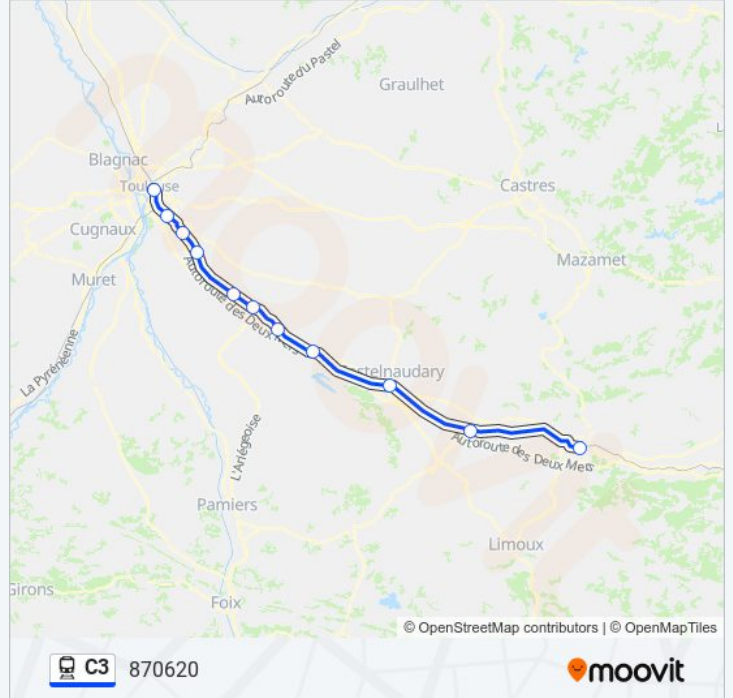 Autoroute du Pastel
Graulhet
Blagnac
Toulouse
Castres
Cugnaux
Mazamet
Muret
Autoroute des Deux Mers
La Pyrénéenne
stelnaudary
L'Ariégeoise
Autoroute des Deux Mers
Pamiers
Limoux
Girons
Foix
© OpenStreetMap contributors | © OpenMapTiles
C3 870620
moovit